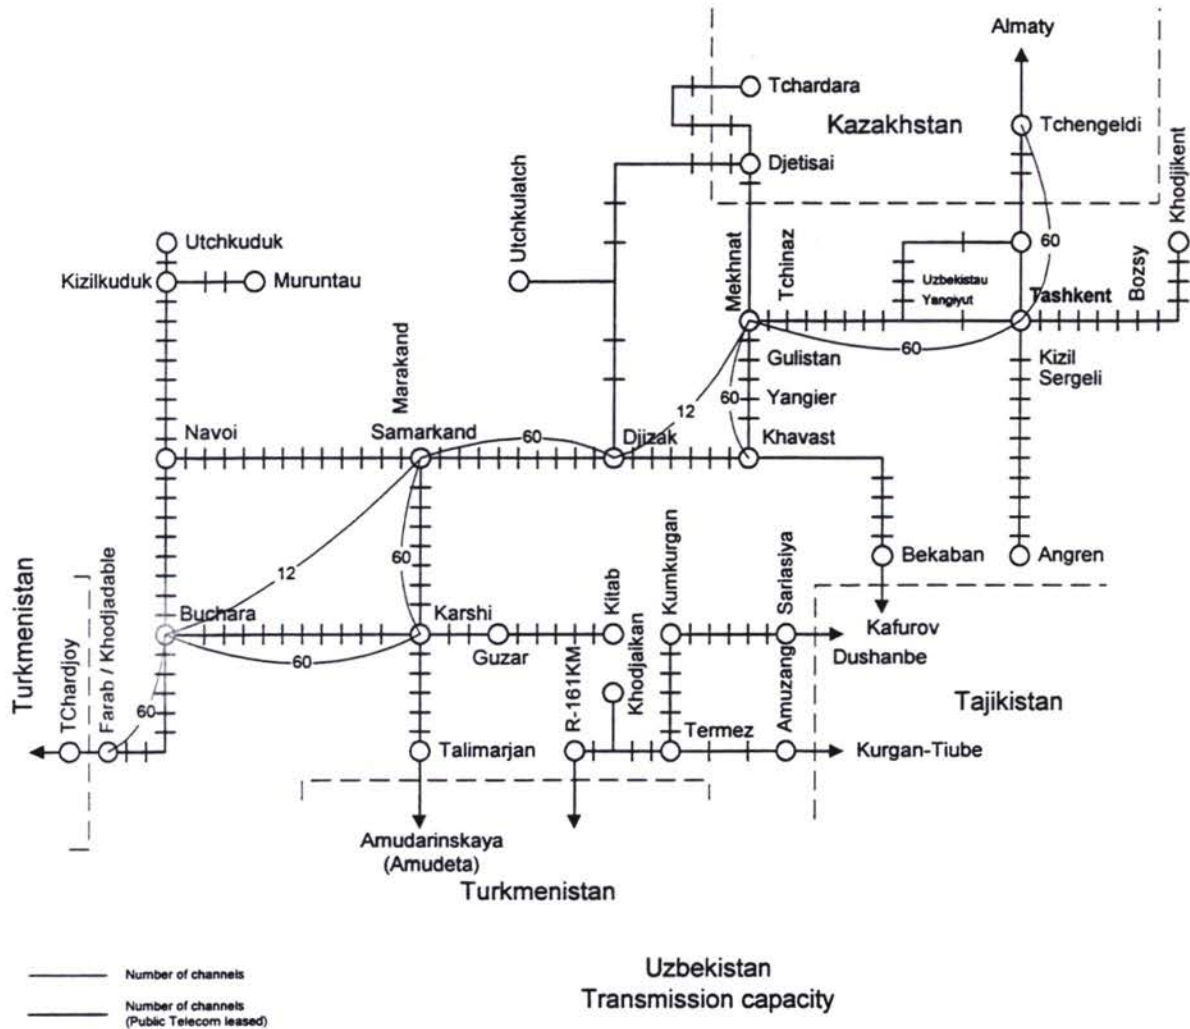 Almaty
Tchardara
Kazakhstan
Tchengeldi
Djetisai
Khodjikent
Utchkulatch
Utchkuduk
Kizilkuduk
Muruntau
Mekhnat
Tchinaz
60
Uzbekistau
Yangiyut
Tashkent
Bozsy
60
Gulistan
Kizil
Sergeli
Marakand
12
60
Yangier
Navoi
Samarkand
60
Djizak
Khavast
60
12
Bekaban
Angren
Turkmenistan
Farab / Khodjadable
TChardjoy
Buchara
Karshi
Kitab
Kumkurgan
Sariasiya
Kafurov
60
Guzar
Dushanbe
R-161KM
Khodjaikan
Amuzango
Tajikistan
60
Talimarjan
Termez
Kurgan-Tiube
Amudarinskaya
(Amudeta)
Turkmenistan
Number of channels
Number of channels
(Public Telecom leased)
Uzbekistan
Transmission capacity